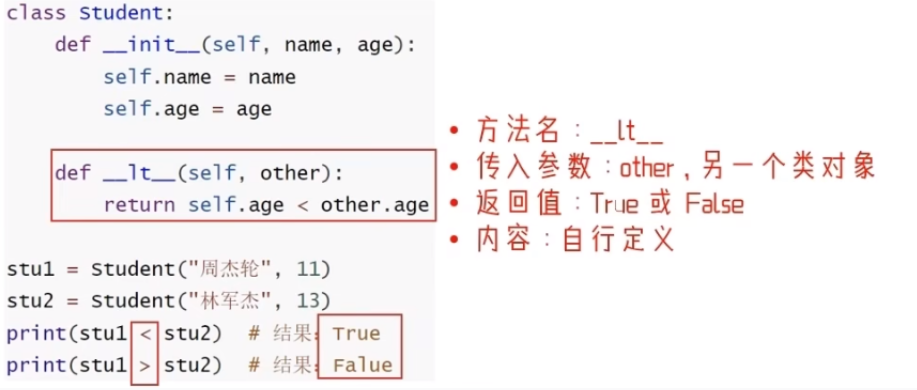 class Student:
    def __init__(self, name, age):
        self.name = name
        self.age = age
    def __lt__(self, other):
        return self.age < other.age
stu1 = Student("周杰轮", 11)
stu2 = Student("林军杰", 13)
print(stu1 < stu2)  # 结果：True
print(stu1 > stu2)  # 结果：Falue
• 方法名：__lt__
• 传入参数：other，另一个类对象
• 返回值：True 或 False
• 内容：自行定义